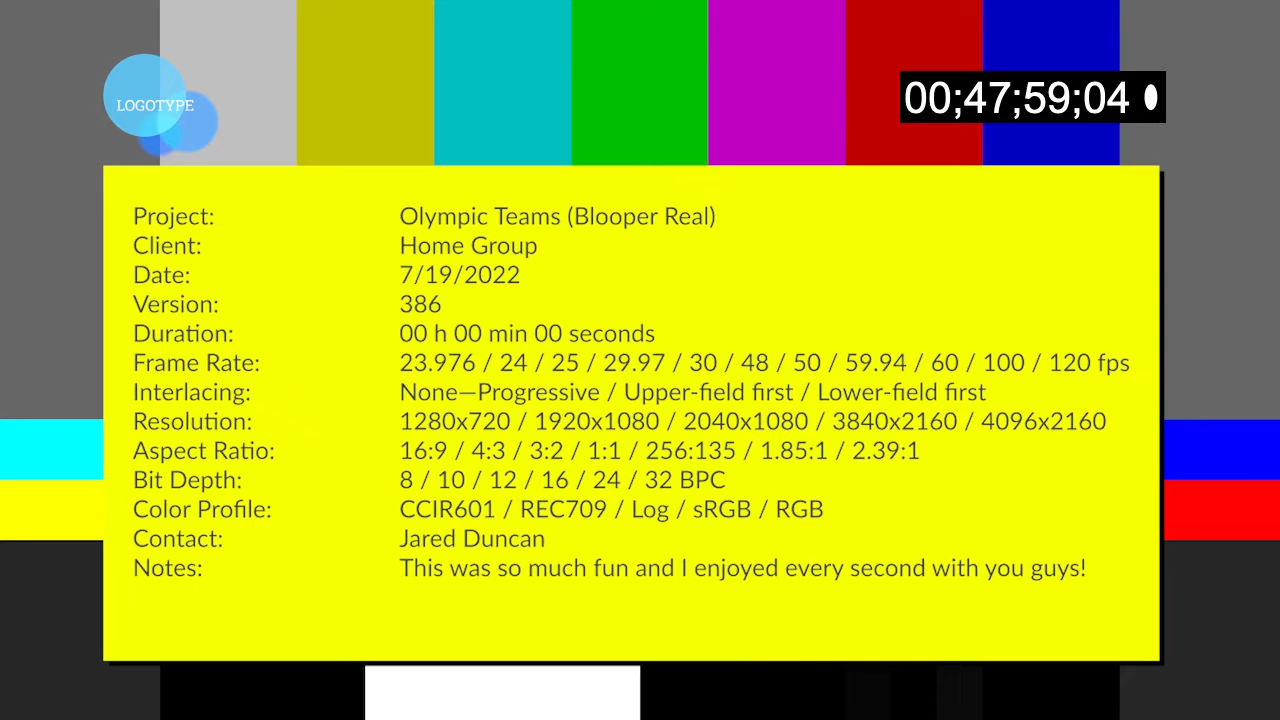 LOGOTYPE
00;47;59;04
Project: Olympic Teams (Blooper Real)
Client: Home Group
Date: 7/19/2022
Version: 386
Duration: 00 h 00 min 00 seconds
Frame Rate: 23.976 / 24 / 25 / 29.97 / 30 / 48 / 50 / 59.94 / 60 / 100 / 120 fps
Interlacing: None—Progressive / Upper-field first / Lower-field first
Resolution: 1280x720 / 1920x1080 / 2040x1080 / 3840x2160 / 4096x2160
Aspect Ratio: 16:9 / 4:3 / 3:2 / 1:1 / 256:135 / 1.85:1 / 2.39:1
Bit Depth: 8 / 10 / 12 / 16 / 24 / 32 BPC
Color Profile: CCIR601 / REC709 / Log / sRGB / RGB
Contact: Jared Duncan
Notes: This was so much fun and I enjoyed every second with you guys!